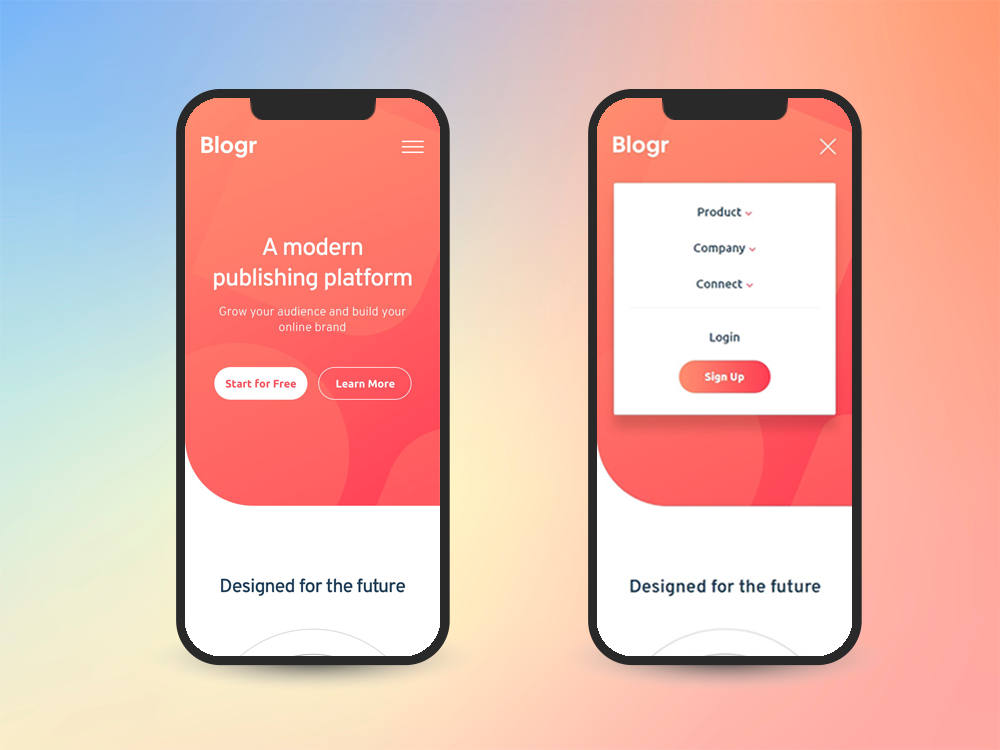 Blogr
A modern
publishing platform
Grow your audience and build your
online brand
Start for Free
Learn More
Designed for the future
Blogr
Product
Company
Connect
Login
Sign Up
Designed for the future